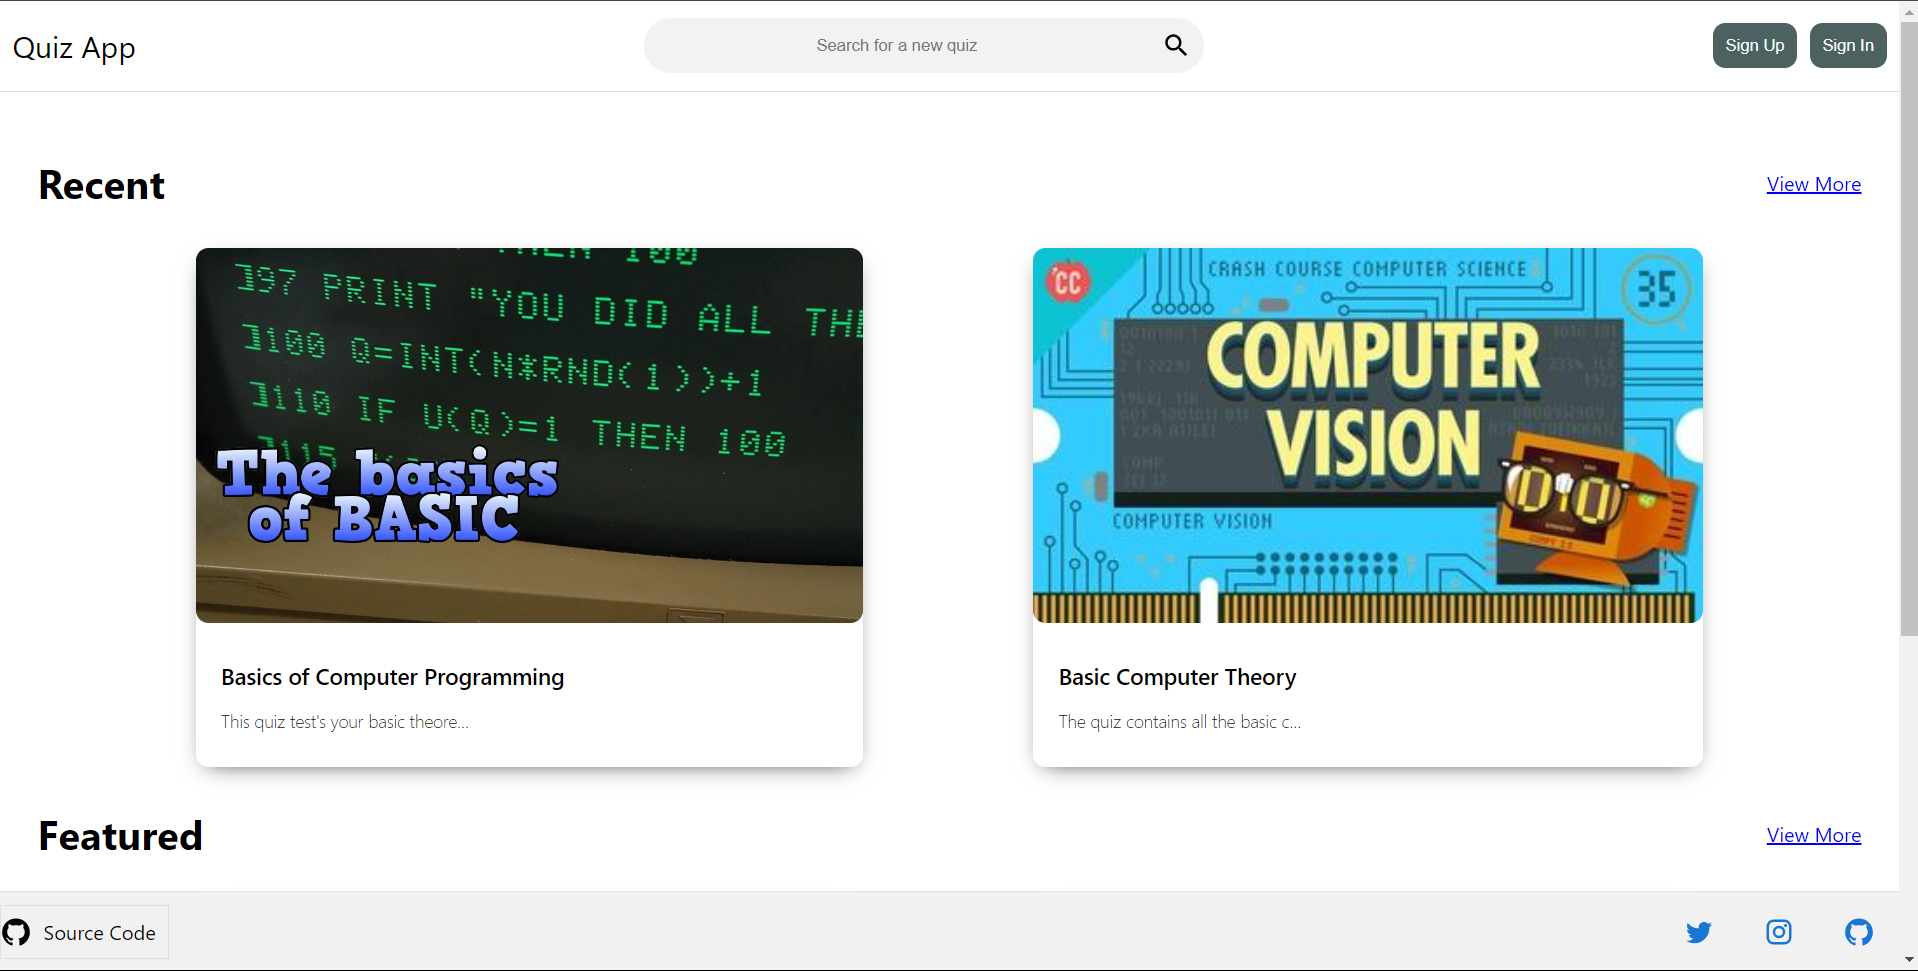 Quiz App
Search for a new quiz
Sign Up
Sign In
Recent
View More
THEN 100
]97 PRINT "YOU DID ALL THE
]100 Q=INT(N*RND(1))+1
]110 IF U(Q)=1 THEN 100
]115
The basics
of BASIC
CC
CRASH COURSE COMPUTER SCIENCE
35
COMPUTER
VISION
COMPUTER VISION
Basics of Computer Programming
This quiz test's your basic theore...
Basic Computer Theory
The quiz contains all the basic c...
Featured
View More
Source Code